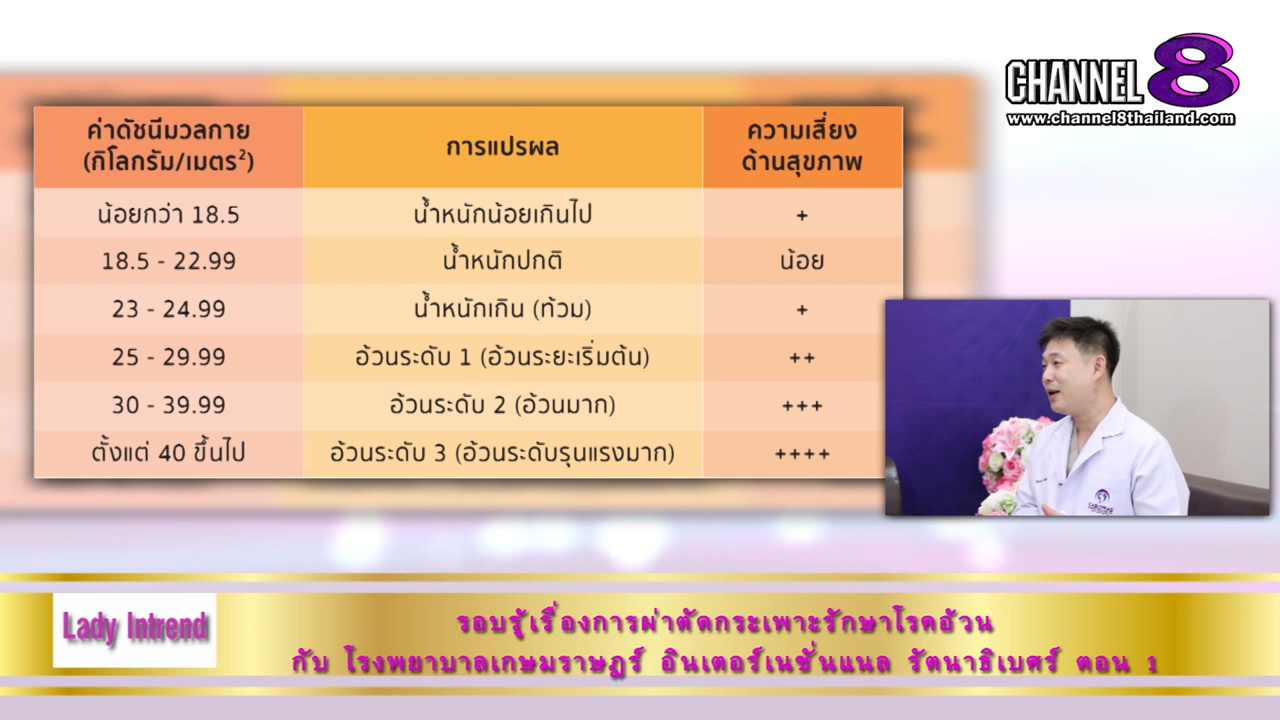 CHANNEL 8
www.channel8thailand.com
ค่าดัชนีมวลกาย (กิโลกรัม/เมตร²) การแปรผล ความเสี่ยง ด้านสุขภาพ
น้อยกว่า 18.5 น้ำหนักน้อยเกินไป +
18.5 - 22.99 น้ำหนักปกติ น้อย
23 - 24.99 น้ำหนักเกิน (ท้วม) +
25 - 29.99 อ้วนระดับ 1 (อ้วนระยะเริ่มต้น) ++
30 - 39.99 อ้วนระดับ 2 (อ้วนมาก) +++
ตั้งแต่ 40 ขึ้นไป อ้วนระดับ 3 (อ้วนระดับรุนแรงมาก) ++++
Lady Intrend
รอบรู้เรื่องการผ่าตัดกระเพาะรักษาโรคอ้วน
กับ โรงพยาบาลเกษมราษฎร์ อินเตอร์เนชั่นแนล รัตนาธิเบศร์ ตอน 1